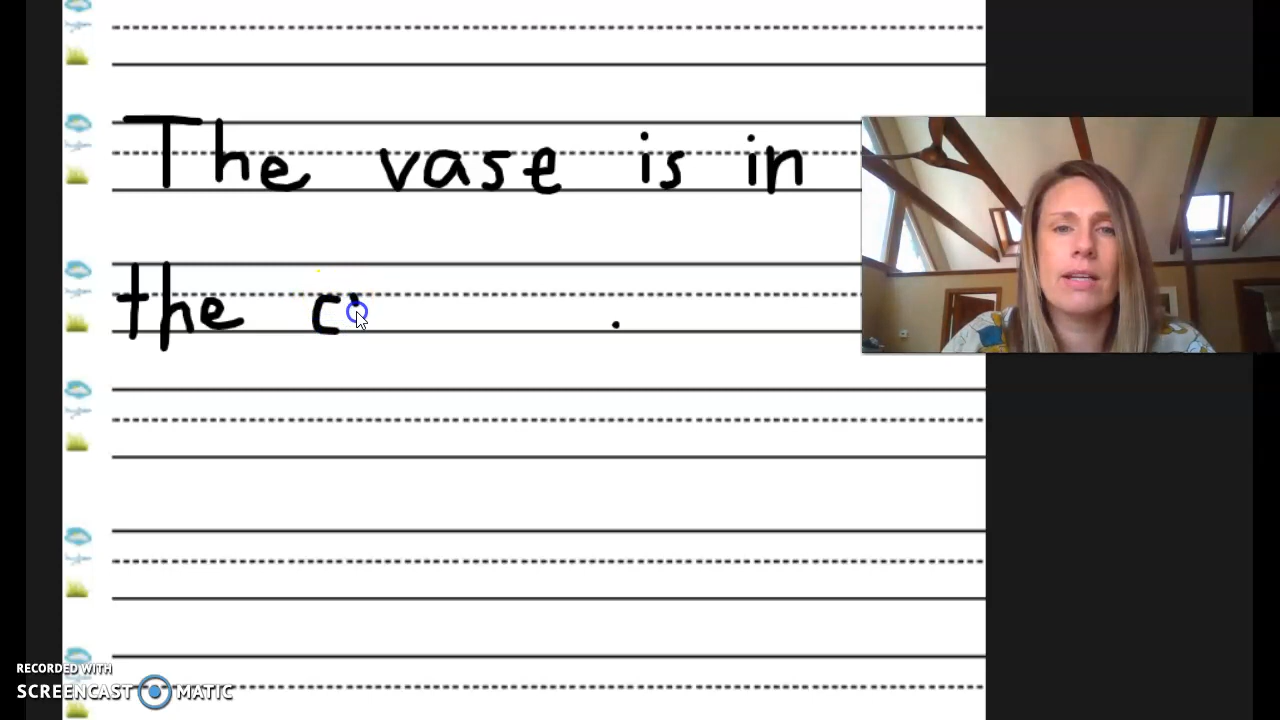 The vase is in
the c .
RECORDED WITH
SCREENCAST MATIC